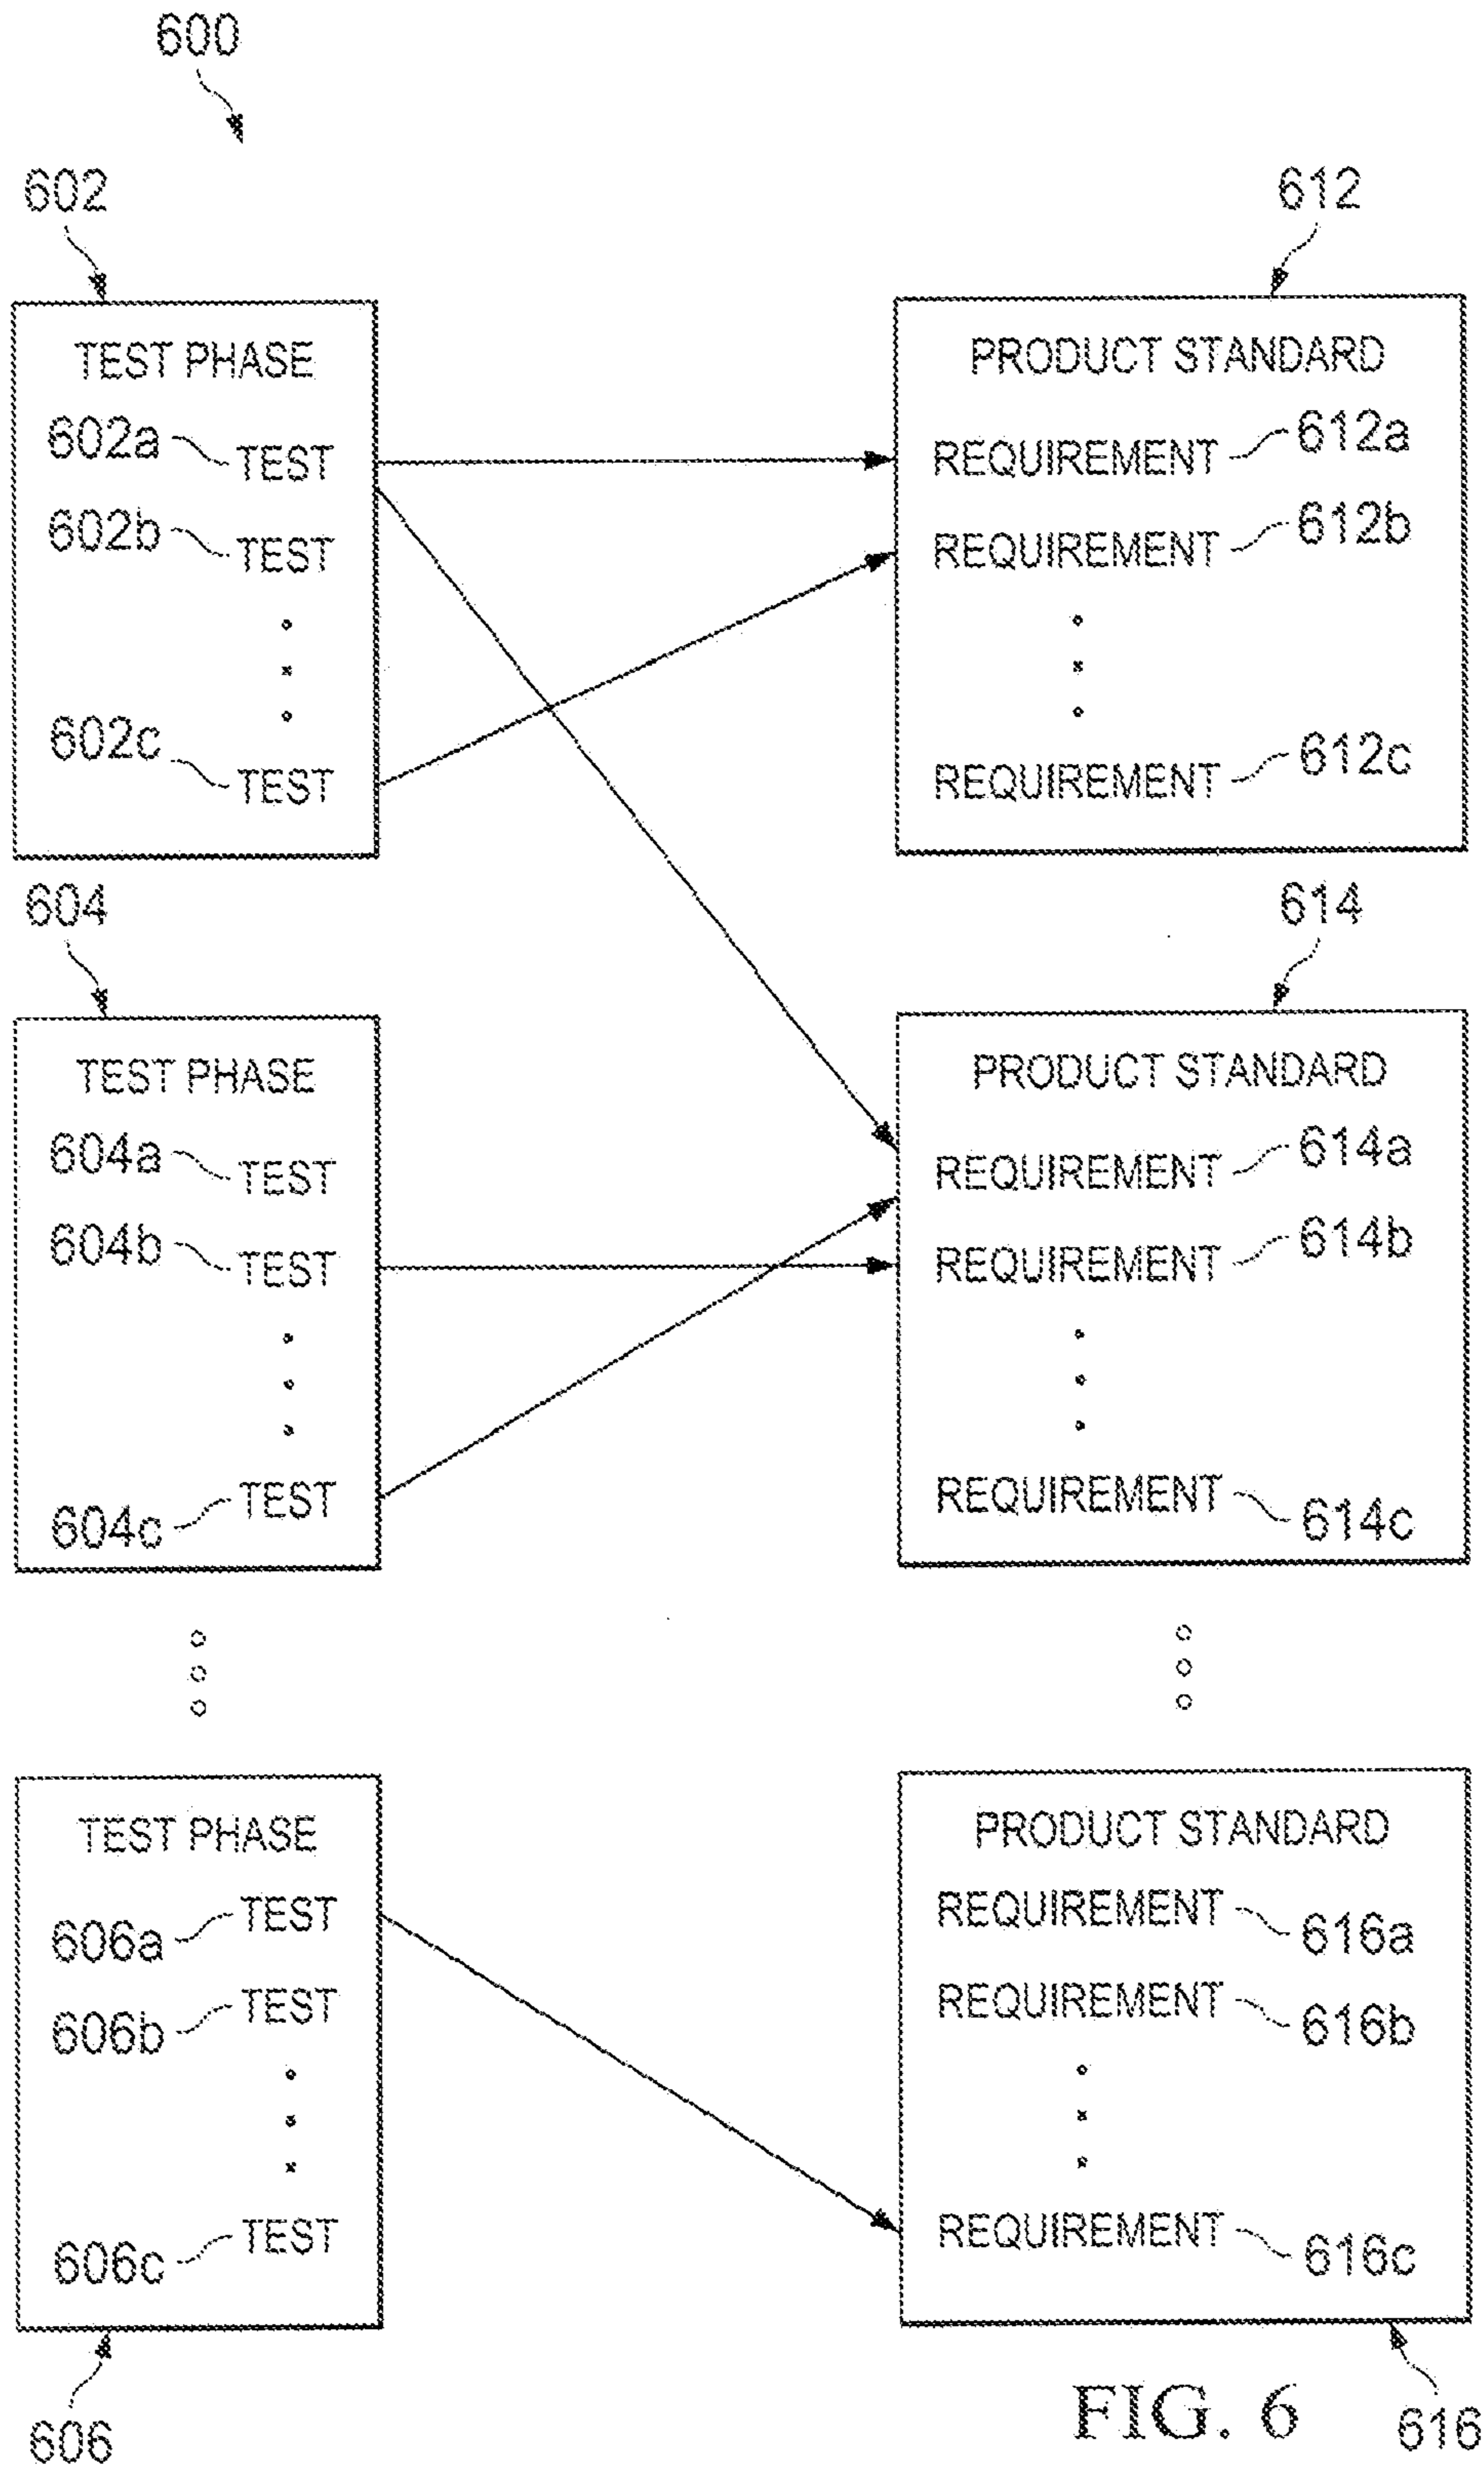 600
602
612
TEST PHASE
602a TEST
602b TEST
602c TEST
PRODUCT STANDARD
REQUIREMENT 612a
REQUIREMENT 612b
REQUIREMENT 612c
604
614
TEST PHASE
604a TEST
604b TEST
604c TEST
PRODUCT STANDARD
REQUIREMENT 614a
REQUIREMENT 614b
REQUIREMENT 614c
TEST PHASE
606a TEST
606b TEST
606c TEST
606
PRODUCT STANDARD
REQUIREMENT 616a
REQUIREMENT 616b
REQUIREMENT 616c
616
FIG. 6